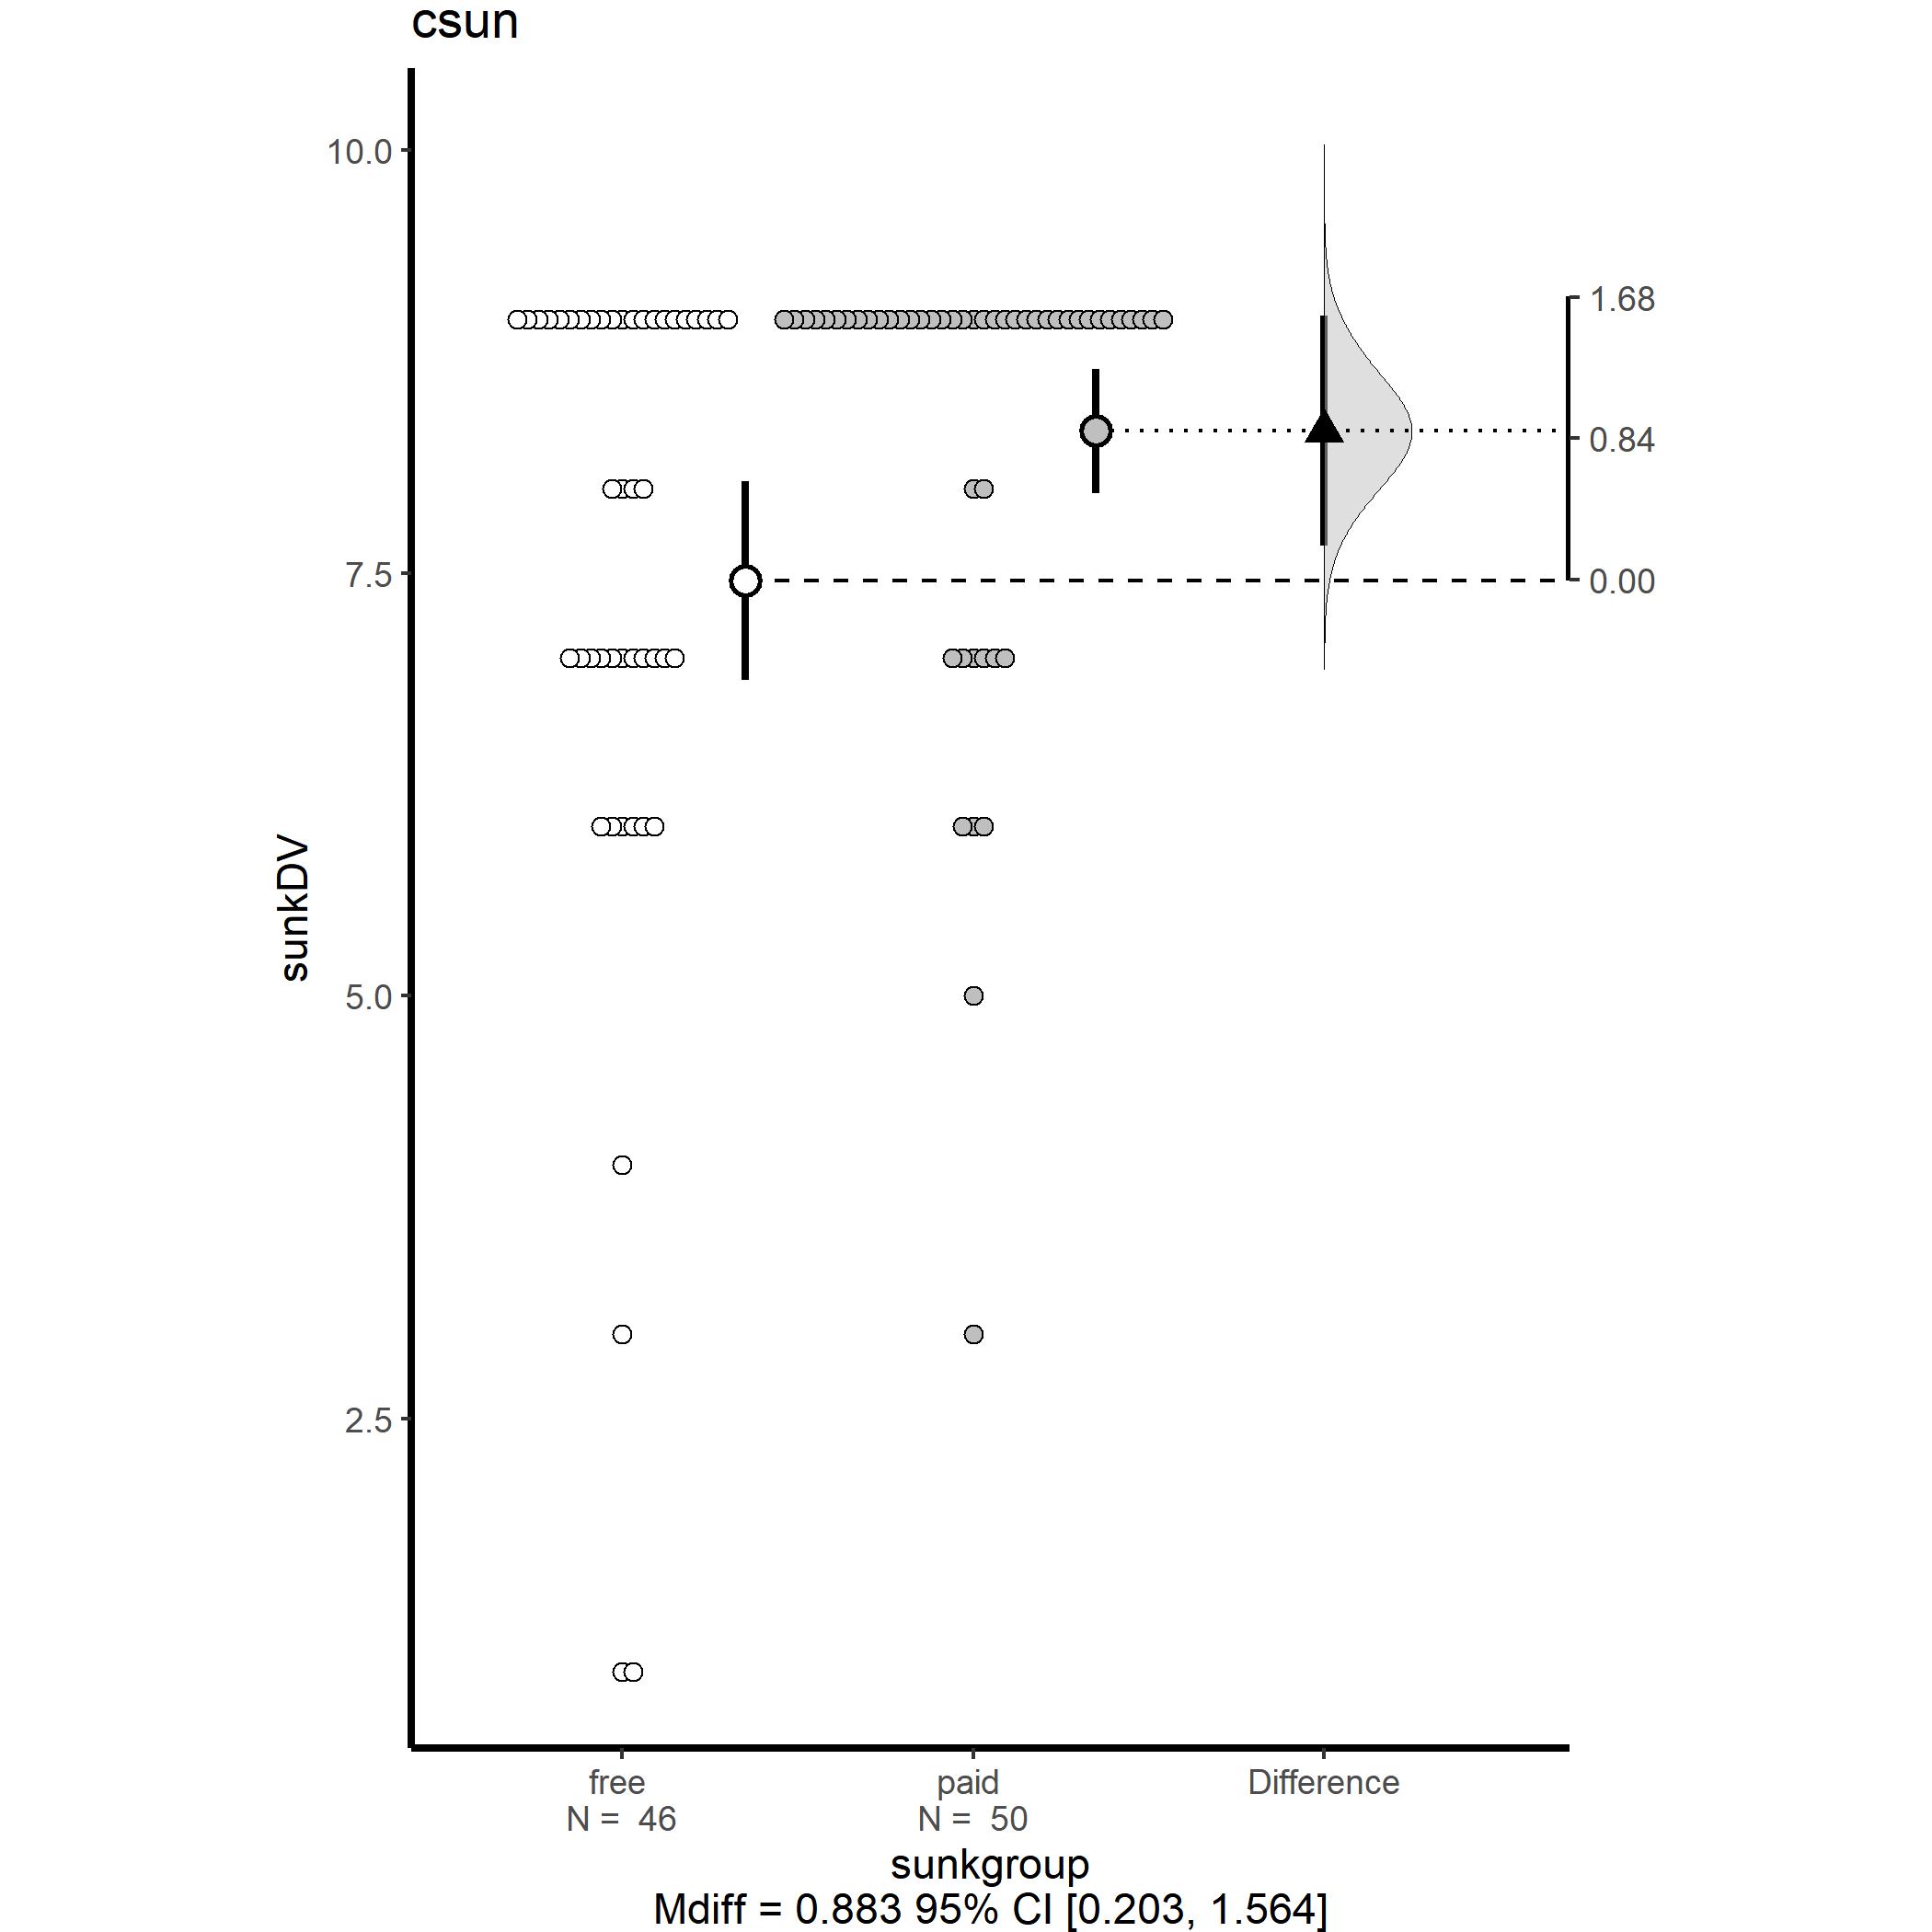 csun
10.0
7.5
5.0
2.5
sunkDV
1.68
0.84
0.00
free
N =  46
paid
N =  50
Difference
sunkgroup
Mdiff = 0.883 95% CI [0.203, 1.564]